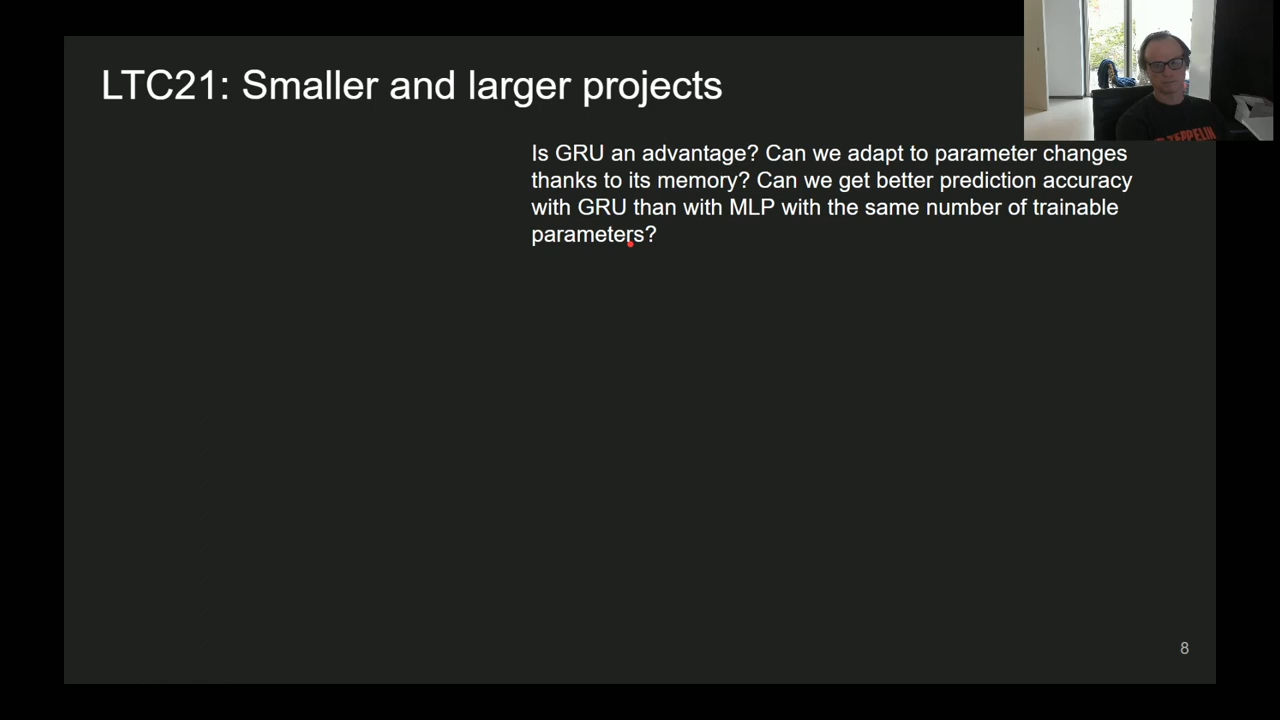 LTC21: Smaller and larger projects
Is GRU an advantage? Can we adapt to parameter changes
thanks to its memory? Can we get better prediction accuracy
with GRU than with MLP with the same number of trainable
parameters?
ZEPPELIN
8